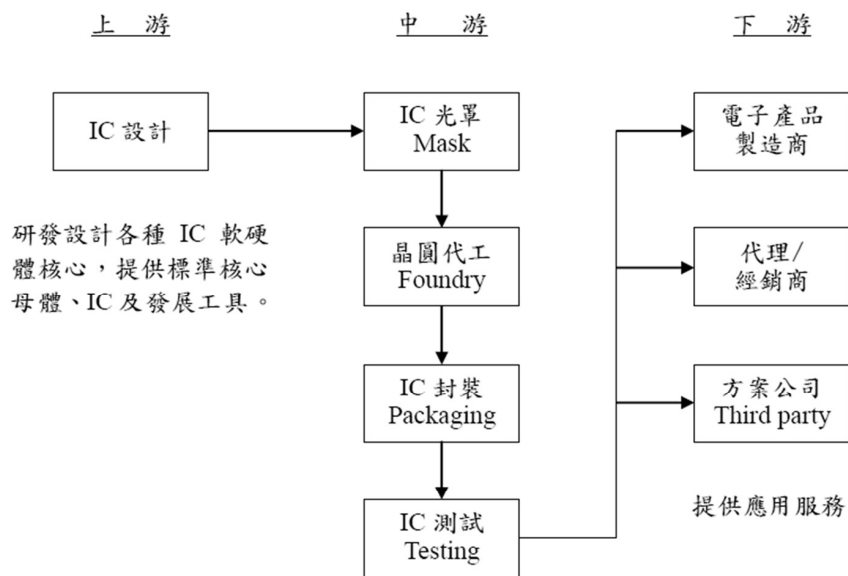 上 游
中 游
下 游
IC 設計
研發設計各種 IC 軟硬
體核心，提供標準核心
母體、IC 及發展工具。
IC 光罩
Mask
晶圓代工
Foundry
IC 封裝
Packaging
IC 測試
Testing
電子產品
製造商
代理/
經銷商
方案公司
Third party
提供應用服務